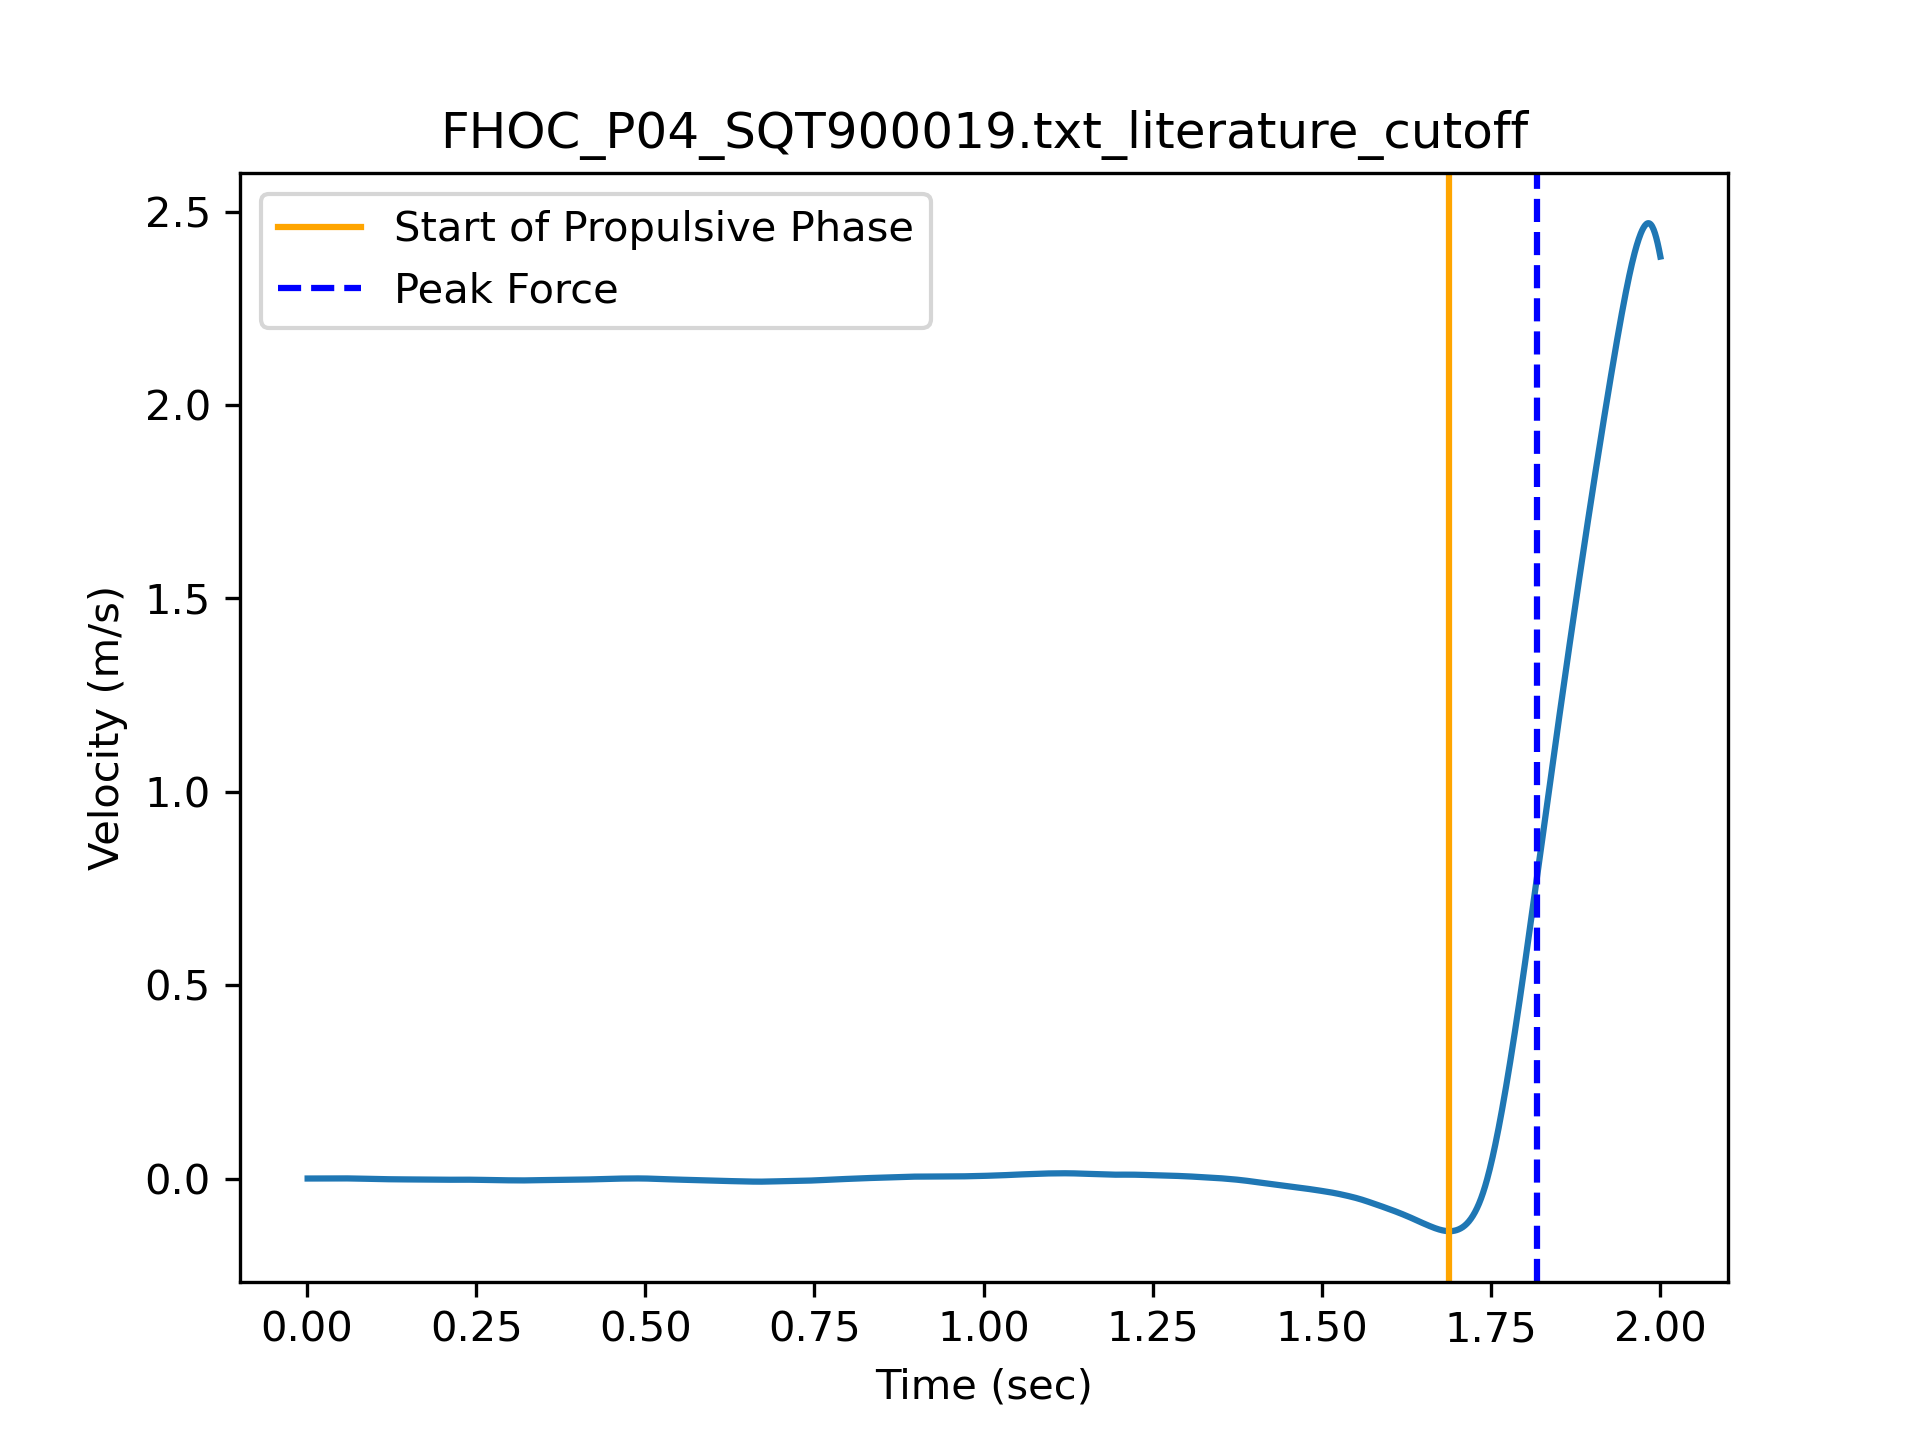 FHOC_P04_SQT900019.txt_literature_cutoff
Start of Propulsive Phase
Peak Force
2.5
2.0
1.5
1.0
0.5
0.0
Velocity (m/s)
0.00 0.25 0.50 0.75 1.00 1.25 1.50 1.75 2.00
Time (sec)